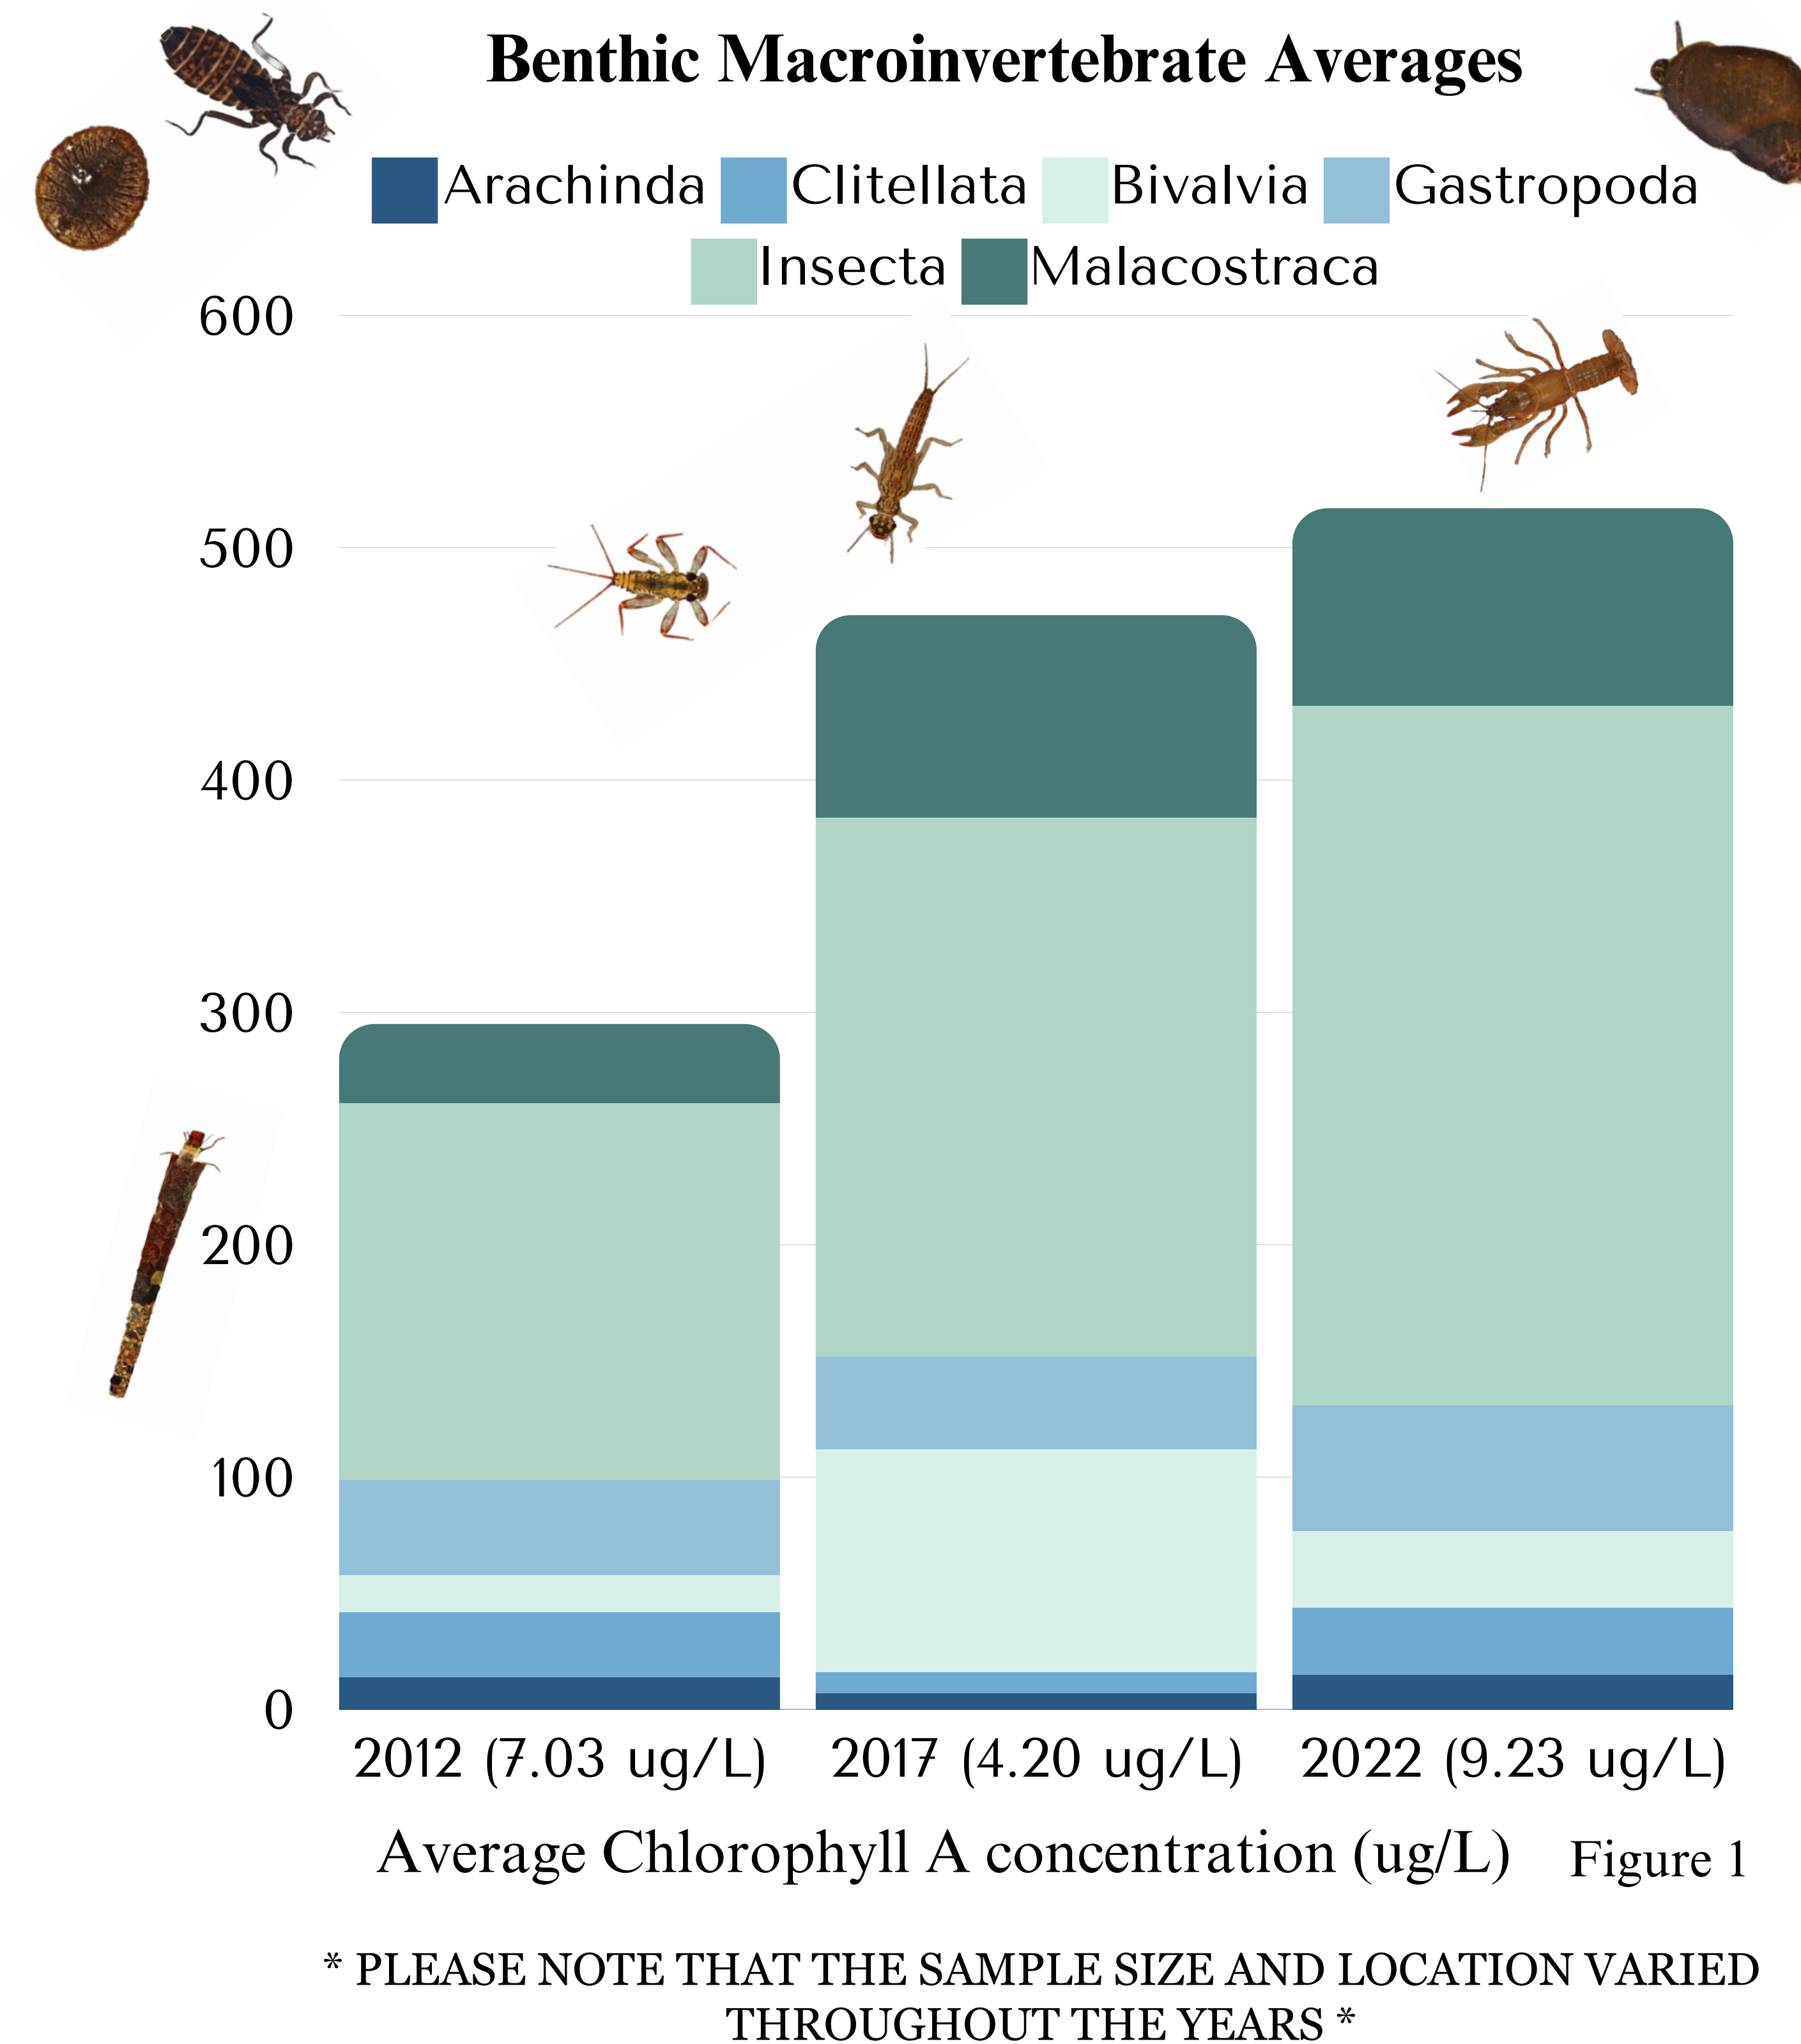 Benthic Macroinvertebrate Averages
Arachinda Clitellata Bivalvia Gastropoda
Insecta Malacostraca
600
500
400
300
200
100
0
2012 (7.03 ug/L) 2017 (4.20 ug/L) 2022 (9.23 ug/L)
Average Chlorophyll A concentration (ug/L) Figure 1
* PLEASE NOTE THAT THE SAMPLE SIZE AND LOCATION VARIED
THROUGHOUT THE YEARS *